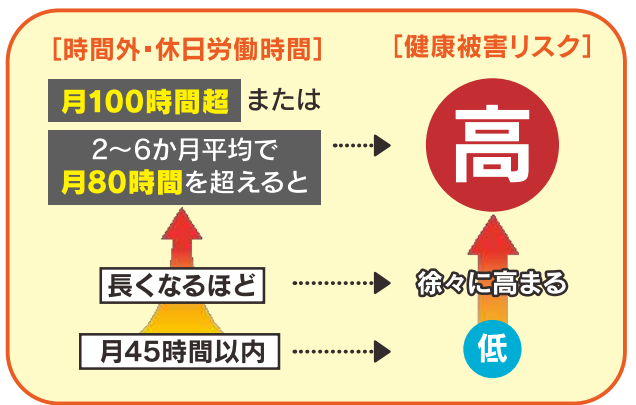 ［時間外・休日労働時間］
［健康被害リスク］
月100時間超 または
2～6か月平均で
月80時間を超えると
高
長くなるほど
徐々に高まる
月45時間以内
低